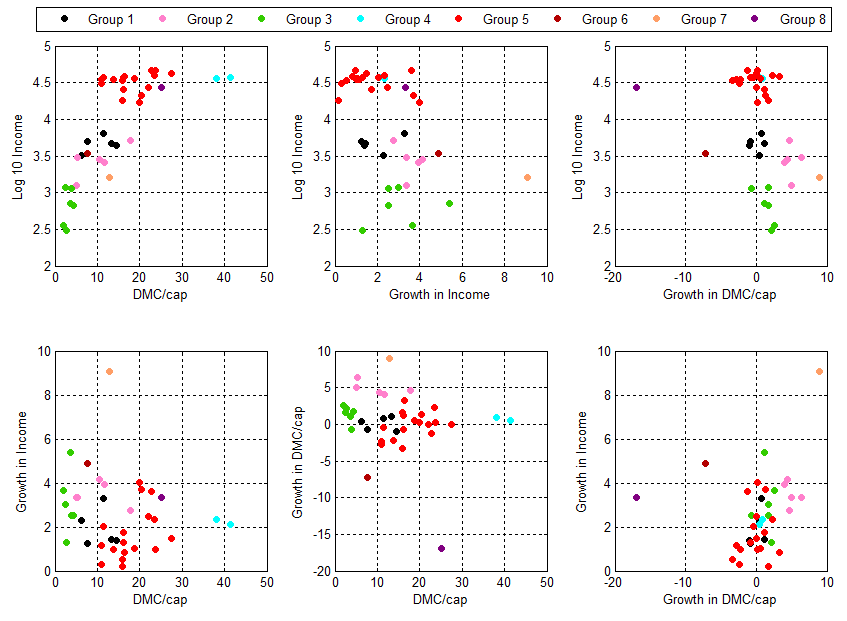 Group 1 Group 2 Group 3 Group 4 Group 5 Group 6 Group 7 Group 8
5 5 5
4.5 4.5 4.5
4 4 4
3.5 3.5 3.5
3 3 3
2.5 2.5 2.5
2 2 2
Log 10 Income Log 10 Income Log 10 Income
0 10 20 30 40 50 0 2 4 6 8 10 -20 -10 0 10
DMC/cap Growth in Income Growth in DMC/cap
10 10 10
8 5 8
6 0 6
-5
4 -10 4
2 -15 2
0 -20 0
Growth in Income Growth in DMC/cap Growth in Income
0 10 20 30 40 50 0 10 20 30 40 50 -20 -10 0 10
DMC/cap DMC/cap Growth in DMC/cap